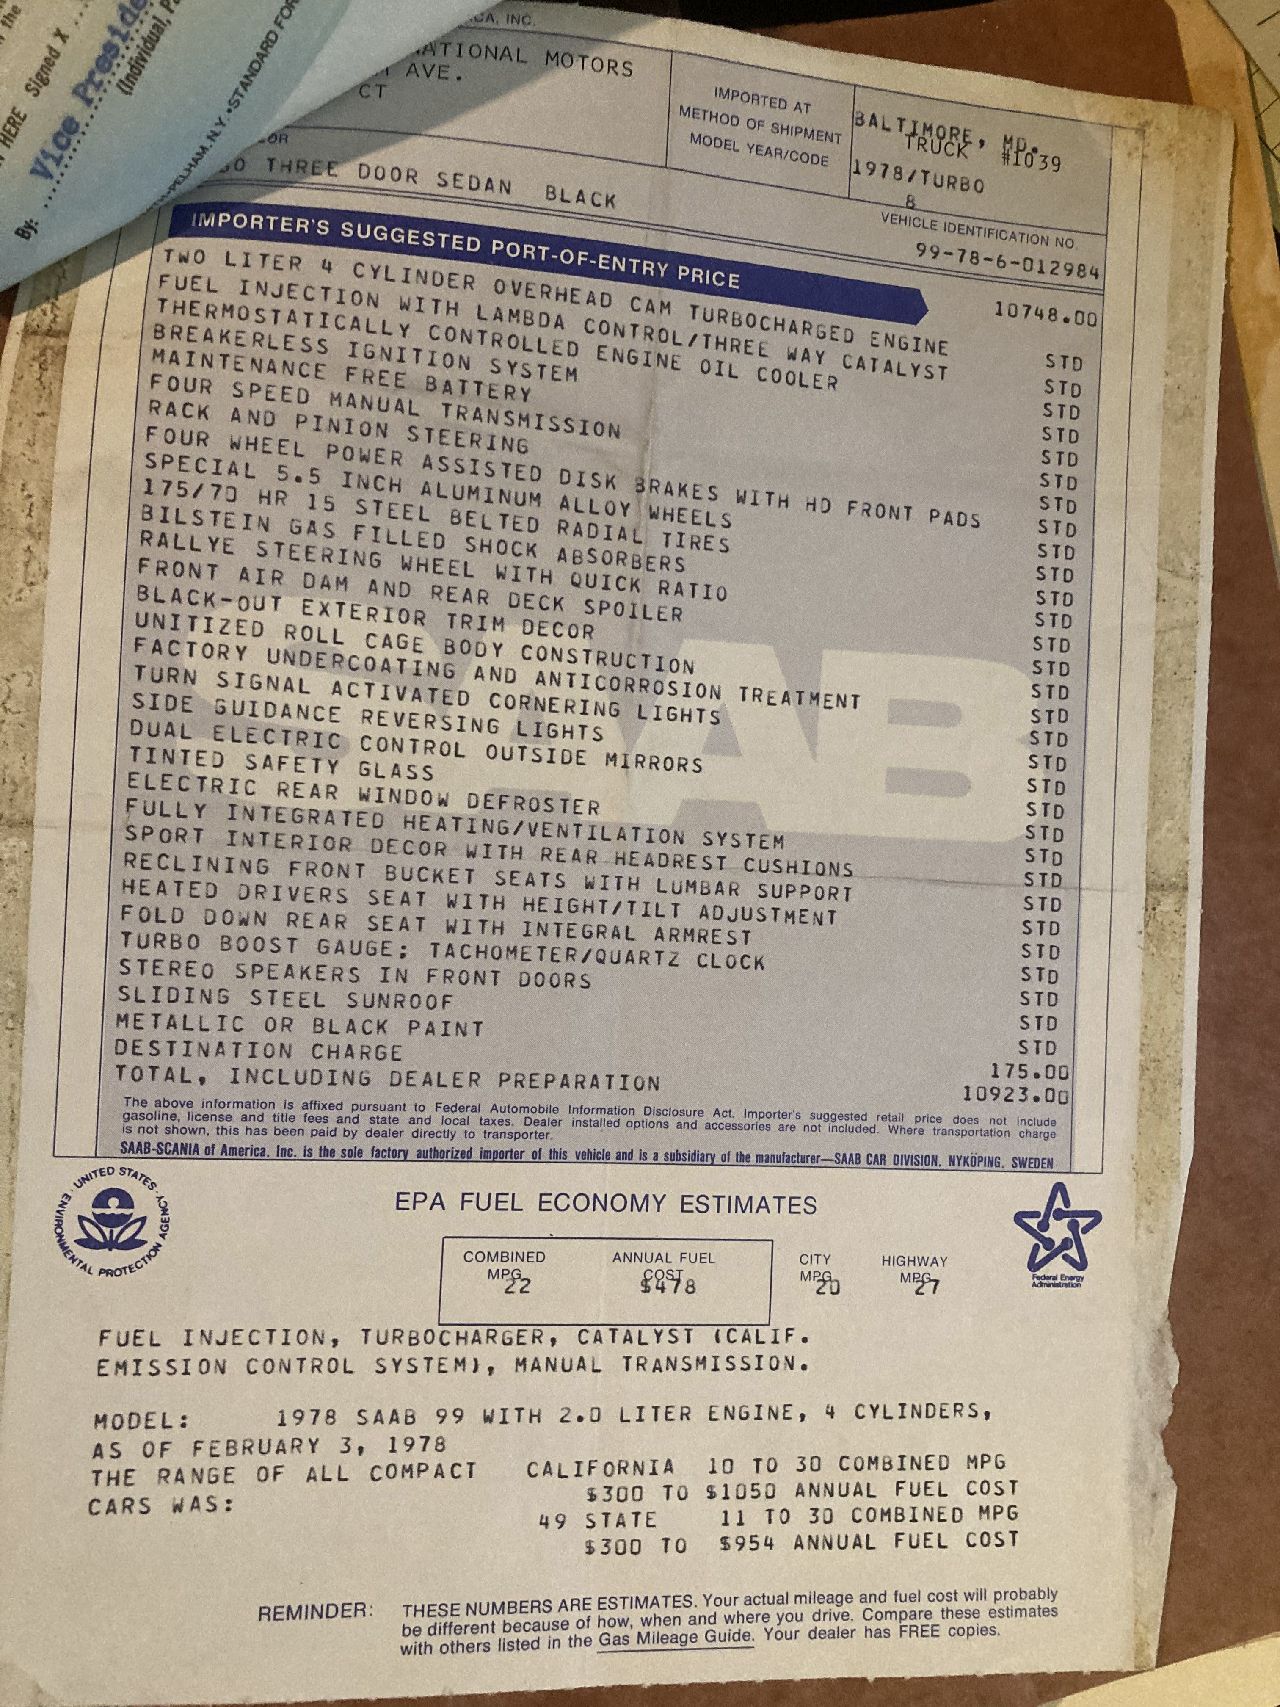 HERE Signed X
Vice Preside
By:
(Individual, Pa
PELHAM, N.Y. • STANDARD FOR
INC.
NATIONAL MOTORS
AVE.
CT
IMPORTED AT
METHOD OF SHIPMENT
MODEL YEAR/CODE
BALTIMORE, MD.
TRUCK #1039
1978/TURBO
8
THREE DOOR SEDAN BLACK
VEHICLE IDENTIFICATION NO.
99-78-6-012984
IMPORTER'S SUGGESTED PORT-OF-ENTRY PRICE 10748.00
TWO LITER 4 CYLINDER OVERHEAD CAM TURBOCHARGED ENGINE STD
FUEL INJECTION WITH LAMBDA CONTROL/THREE WAY CATALYST STD
THERMOSTATICALLY CONTROLLED ENGINE OIL COOLER STD
BREAKERLESS IGNITION SYSTEM STD
MAINTENANCE FREE BATTERY STD
FOUR SPEED MANUAL TRANSMISSION STD
RACK AND PINION STEERING STD
FOUR WHEEL POWER ASSISTED DISK BRAKES WITH HD FRONT PADS STD
SPECIAL 5.5 INCH ALUMINUM ALLOY WHEELS STD
175/70 HR 15 STEEL BELTED RADIAL TIRES STD
BILSTEIN GAS FILLED SHOCK ABSORBERS STD
RALLYE STEERING WHEEL WITH QUICK RATIO STD
FRONT AIR DAM AND REAR DECK SPOILER STD
BLACK-OUT EXTERIOR TRIM DECOR STD
UNITIZED ROLL CAGE BODY CONSTRUCTION STD
FACTORY UNDERCOATING AND ANTICORROSION TREATMENT STD
TURN SIGNAL ACTIVATED CORNERING LIGHTS STD
SIDE GUIDANCE REVERSING LIGHTS STD
DUAL ELECTRIC CONTROL OUTSIDE MIRRORS STD
TINTED SAFETY GLASS STD
ELECTRIC REAR WINDOW DEFROSTER STD
FULLY INTEGRATED HEATING/VENTILATION SYSTEM STD
SPORT INTERIOR DECOR WITH REAR HEADREST CUSHIONS STD
RECLINING FRONT BUCKET SEATS WITH LUMBAR SUPPORT STD
HEATED DRIVERS SEAT WITH HEIGHT/TILT ADJUSTMENT STD
FOLD DOWN REAR SEAT WITH INTEGRAL ARMREST STD
TURBO BOOST GAUGE; TACHOMETER/QUARTZ CLOCK STD
STEREO SPEAKERS IN FRONT DOORS STD
SLIDING STEEL SUNROOF STD
METALLIC OR BLACK PAINT STD
DESTINATION CHARGE 175.00
TOTAL, INCLUDING DEALER PREPARATION 10923.00
SAAB
The above information is affixed pursuant to Federal Automobile Information Disclosure Act. Importer's suggested retail price does not include
gasoline, license and title fees and state and local taxes. Dealer installed options and accessories are not included. Where transportation charge
is not shown, this has been paid by dealer directly to transporter.
SAAB-SCANIA of America, Inc. is the sole factory authorized importer of this vehicle and is a subsidiary of the manufacturer—SAAB CAR DIVISION, NYKÖPING, SWEDEN
UNITED STATES
ENVIRONMENTAL PROTECTION AGENCY
EPA FUEL ECONOMY ESTIMATES
Federal Energy
Administration
COMBINED MPG 22
ANNUAL FUEL COST $478
CITY MPG 20
HIGHWAY MPG 27
FUEL INJECTION, TURBOCHARGER, CATALYST (CALIF.
EMISSION CONTROL SYSTEM), MANUAL TRANSMISSION.
MODEL: 1978 SAAB 99 WITH 2.0 LITER ENGINE, 4 CYLINDERS,
AS OF FEBRUARY 3, 1978
THE RANGE OF ALL COMPACT CALIFORNIA 10 TO 30 COMBINED MPG
CARS WAS: $300 TO $1050 ANNUAL FUEL COST
49 STATE 11 TO 30 COMBINED MPG
$300 TO $954 ANNUAL FUEL COST
REMINDER: THESE NUMBERS ARE ESTIMATES. Your actual mileage and fuel cost will probably
be different because of how, when and where you drive. Compare these estimates
with others listed in the Gas Mileage Guide. Your dealer has FREE copies.